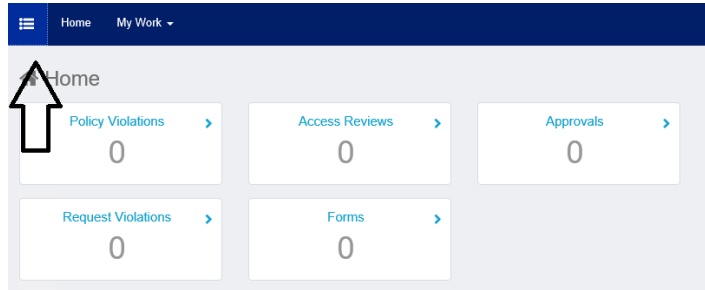 Home My Work
Home
Policy Violations
0
Access Reviews
0
Approvals
0
Request Violations
0
Forms
0